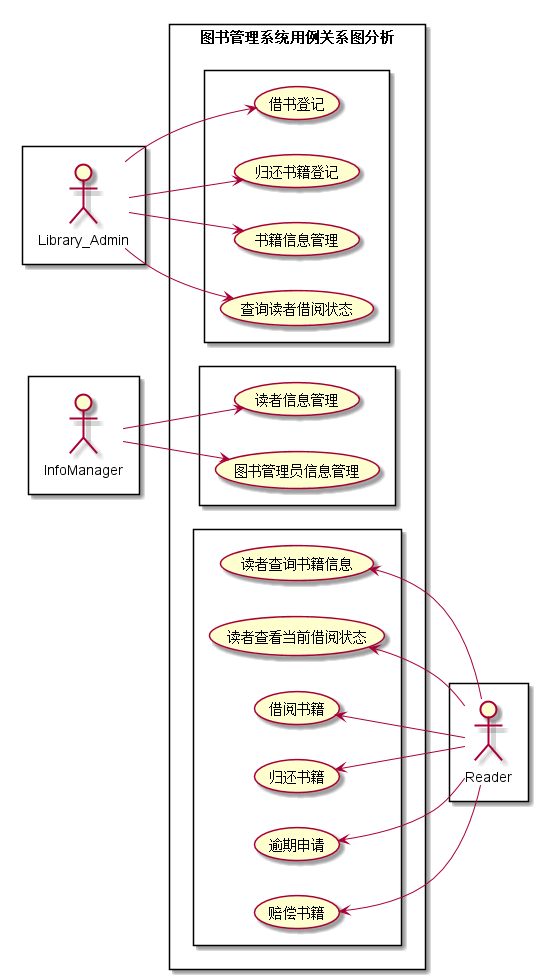 图书管理系统用例关系图分析
借书登记
归还书籍登记
Library_Admin
书籍信息管理
查询读者借阅状态
读者信息管理
InfoManager
图书管理员信息管理
读者查询书籍信息
读者查看当前借阅状态
借阅书籍
归还书籍
Reader
逾期申请
赔偿书籍